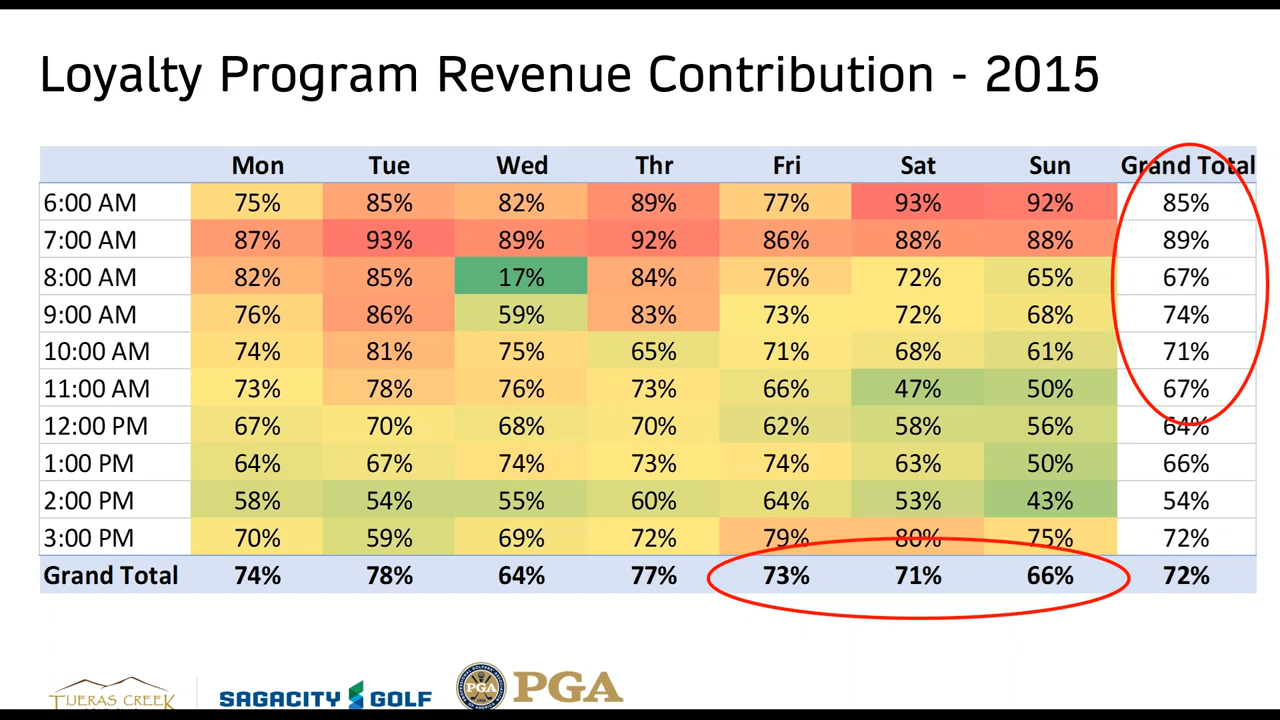 Loyalty Program Revenue Contribution - 2015
Mon Tue Wed Thr Fri Sat Sun Grand Total
6:00 AM 75% 85% 82% 89% 77% 93% 92% 85%
7:00 AM 87% 93% 89% 92% 86% 88% 88% 89%
8:00 AM 82% 85% 17% 84% 76% 72% 65% 67%
9:00 AM 76% 86% 59% 83% 73% 72% 68% 74%
10:00 AM 74% 81% 75% 65% 71% 68% 61% 71%
11:00 AM 73% 78% 76% 73% 66% 47% 50% 67%
12:00 PM 67% 70% 68% 70% 62% 58% 56% 64%
1:00 PM 64% 67% 74% 73% 74% 63% 50% 66%
2:00 PM 58% 54% 55% 60% 64% 53% 43% 54%
3:00 PM 70% 59% 69% 72% 79% 80% 75% 72%
Grand Total 74% 78% 64% 77% 73% 71% 66% 72%
TIJERAS CREEK SAGACITY GOLF PGA PGA